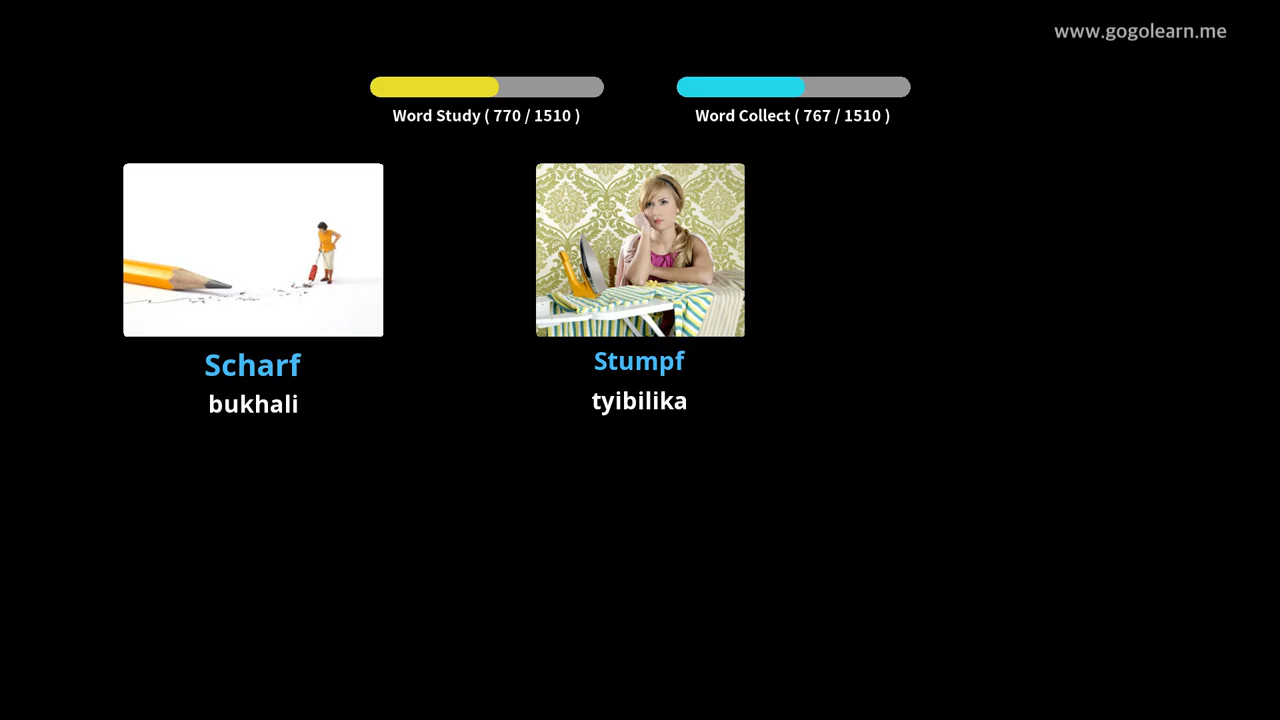 www.gogolearn.me
Word Study ( 770 / 1510 )
Word Collect ( 767 / 1510 )
Scharf
bukhali
Stumpf
tyibilika